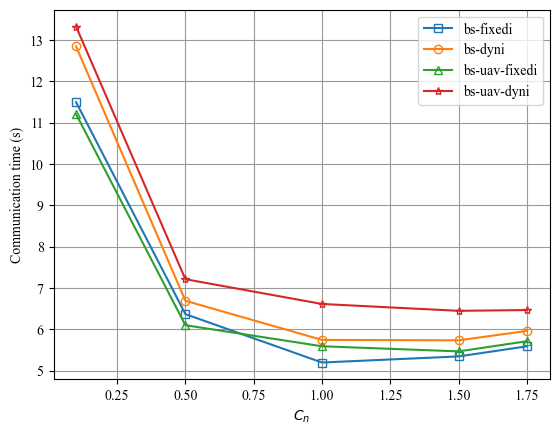 bs-fixedi
bs-dyni
bs-uav-fixedi
bs-uav-dyni
Communication time (s)
13
12
11
10
9
8
7
6
5
0.25 0.50 0.75 1.00 1.25 1.50 1.75
Cn